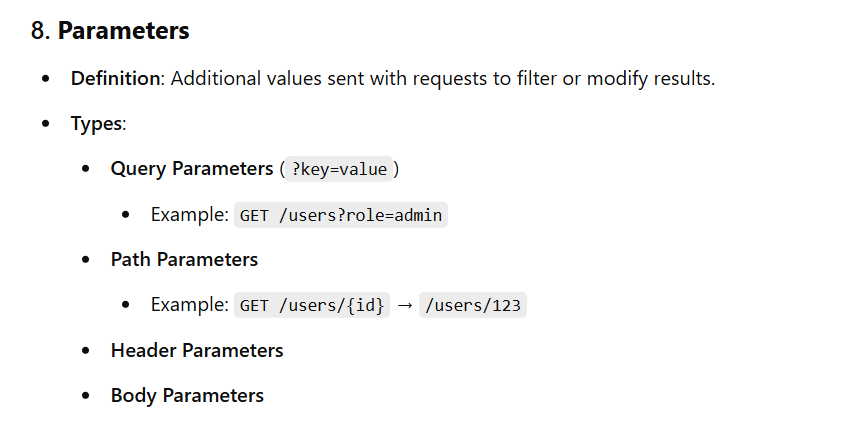 8. Parameters
• Definition: Additional values sent with requests to filter or modify results.
• Types:
• Query Parameters ( ?key=value )
• Example: GET /users?role=admin
• Path Parameters
• Example: GET /users/{id} → /users/123
• Header Parameters
• Body Parameters